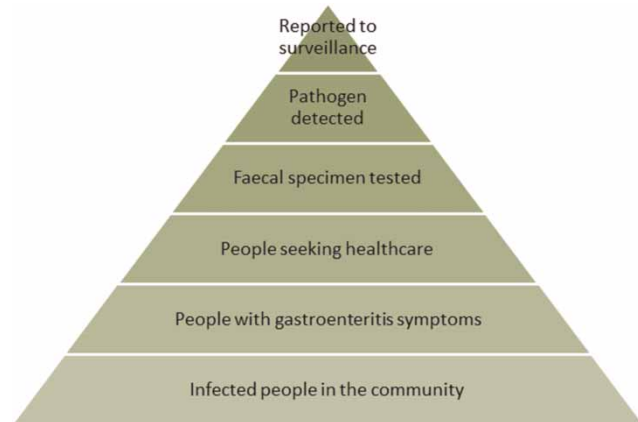 Reported to
surveillance
Pathogen
detected
Faecal specimen tested
People seeking healthcare
People with gastroenteritis symptoms
Infected people in the community